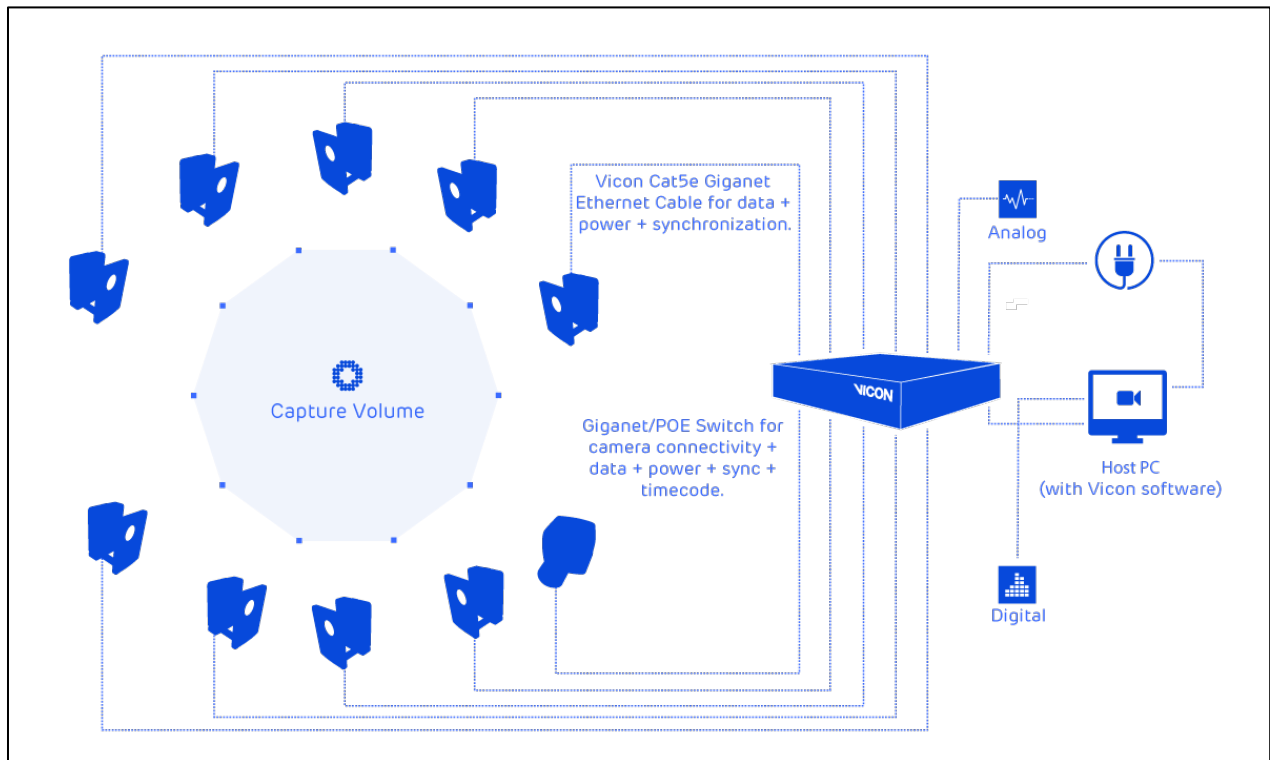 Vicon Cat5e Giganet
Ethernet Cable for data +
power + synchronization.
Analog
Capture Volume
VICON
Giganet/POE Switch for
camera connectivity +
data + power + sync +
timecode.
Host PC
(with Vicon software)
Digital